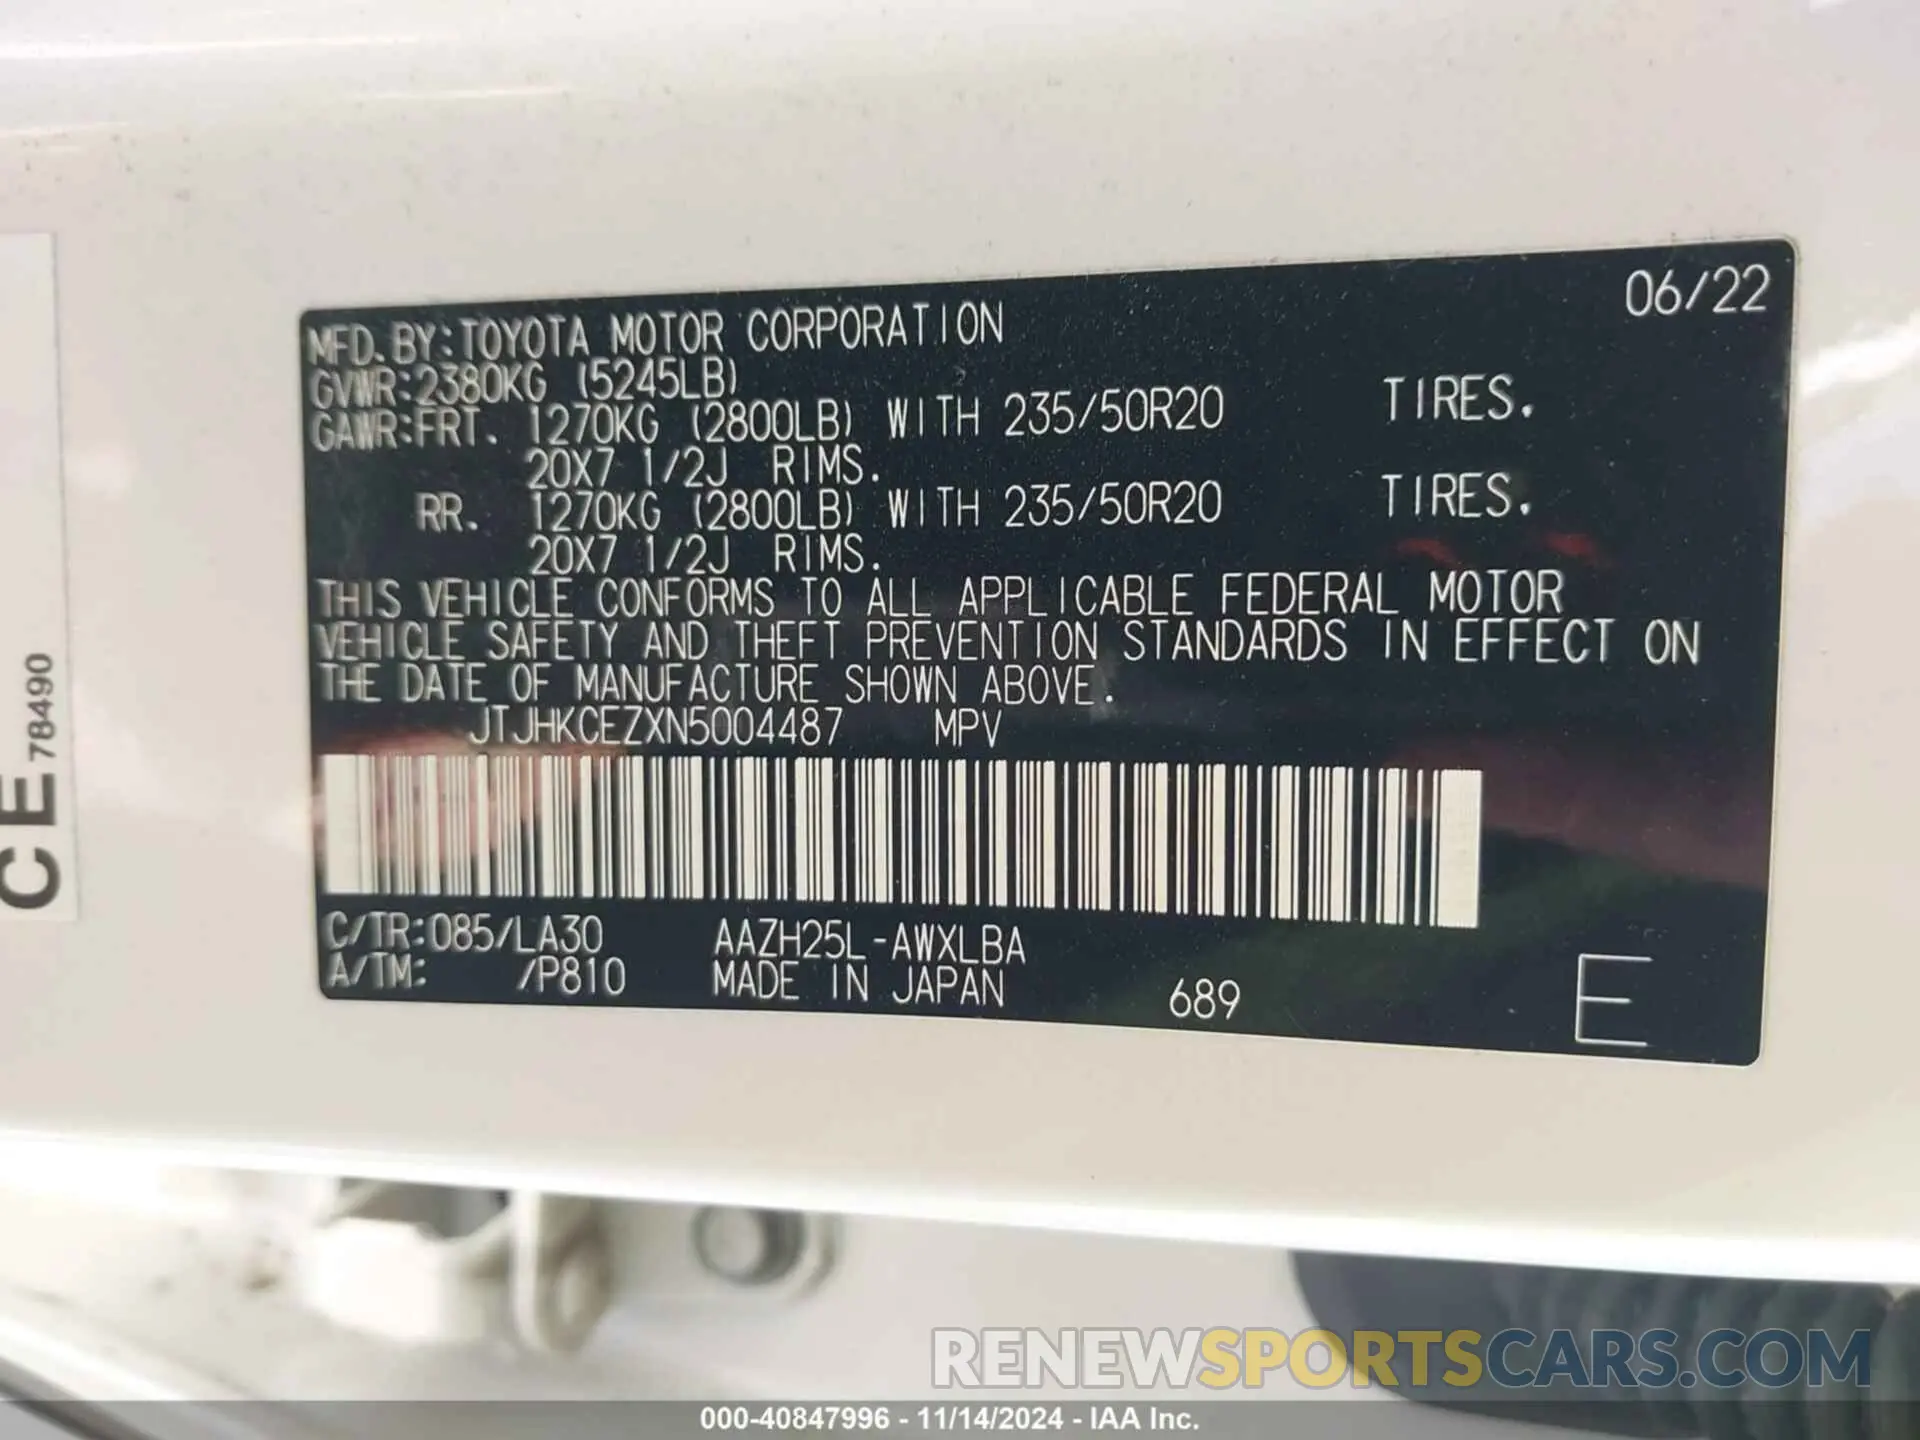 06/22
MFD. BY:TOYOTA MOTOR CORPORATION
GVWR:2380KG (5245LB)
GAWR:FRT. 1270KG (2800LB) WITH 235/50R20 TIRES.
20X7 1/2J RIMS.
RR. 1270KG (2800LB) WITH 235/50R20 TIRES.
20X7 1/2J RIMS.
THIS VEHICLE CONFORMS TO ALL APPLICABLE FEDERAL MOTOR
VEHICLE SAFETY AND THEFT PREVENTION STANDARDS IN EFFECT ON
THE DATE OF MANUFACTURE SHOWN ABOVE.
JTJHKCEZXN5004487 MPV
C/TR:085/LA30 AAZH25L-AWXLBA
A/TM: /P810 MADE IN JAPAN 689 E
CE 78490
RENEWSPORTSCARS.COM
000-40847996 - 11/14/2024 - IAA Inc.